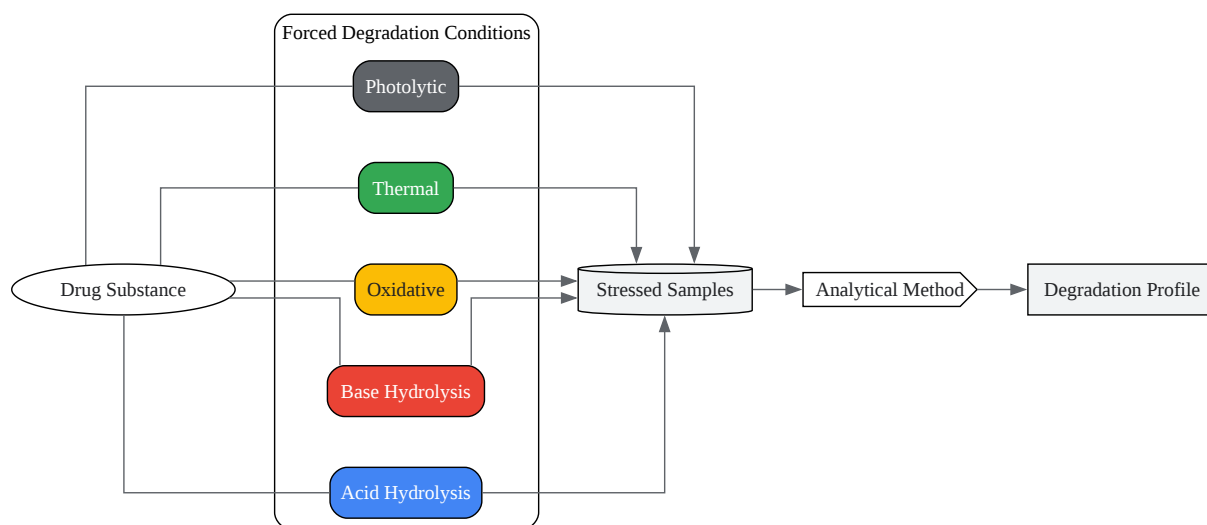 Forced Degradation Conditions
Photolytic
Thermal
Drug Substance
Oxidative
Stressed Samples
Analytical Method
Degradation Profile
Base Hydrolysis
Acid Hydrolysis